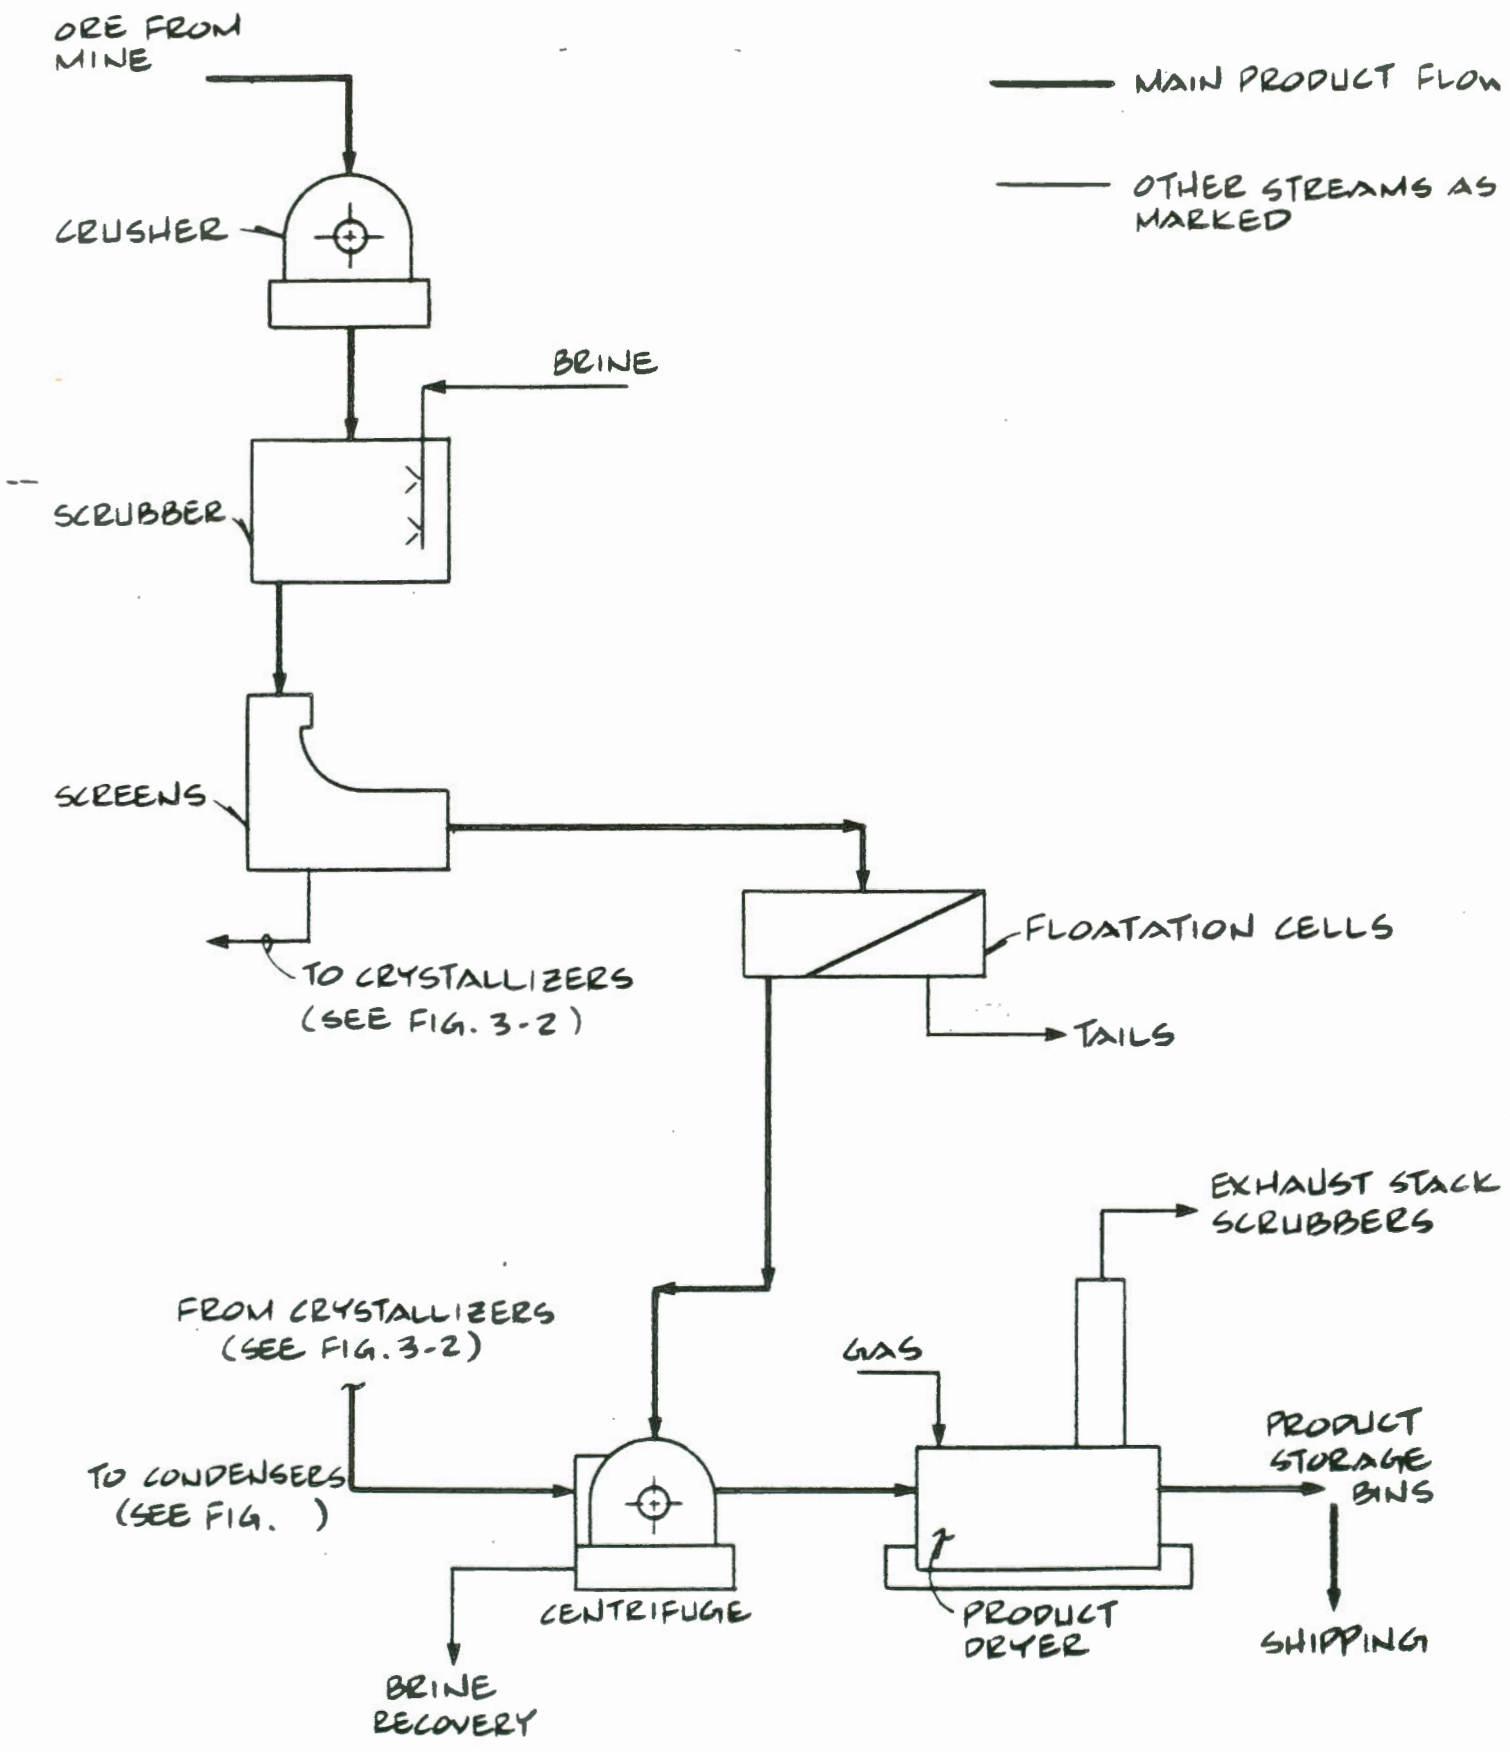 ORE FROM
MINE
MAIN PRODUCT FLOW
OTHER STREAMS AS
MARKED
CRUSHER
BRINE
SCRUBBER
SCREENS
FLOATATION CELLS
TO CRYSTALLIZERS
(SEE FIG. 3-2)
TAILS
EXHAUST STACK
SCRUBBERS
FROM CRYSTALLIZERS
(SEE FIG. 3-2)
GAS
PRODUCT
STORAGE
BINS
TO CONDENSERS
(SEE FIG.   )
CENTRIFUGE
PRODUCT
DRYER
SHIPPING
BRINE
RECOVERY